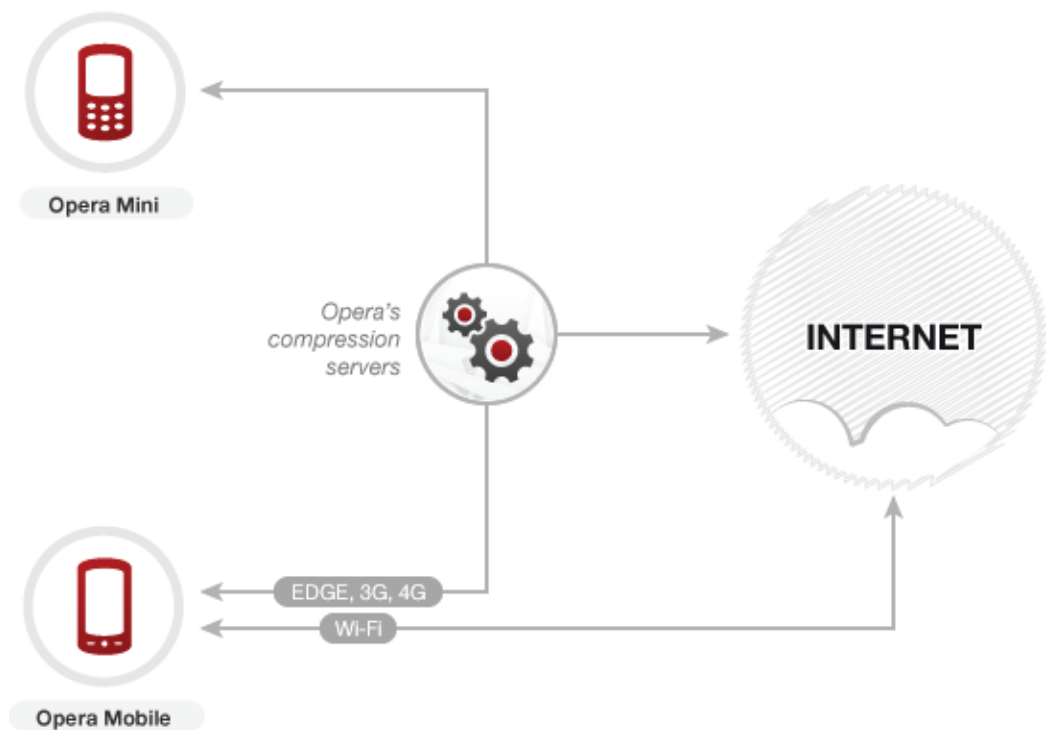 Opera Mini
Opera's
compression
servers
INTERNET
EDGE, 3G, 4G
Wi-Fi
Opera Mobile